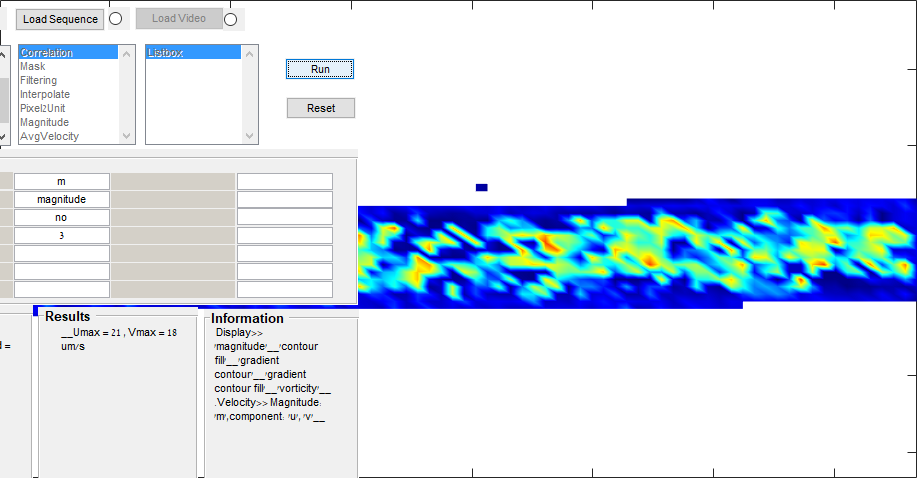 Load Sequence
Load Video
Correlation
Listbox
Mask
Filtering
Interpolate
Pixel2Unit
Magnitude
AvgVelocity
Run
Reset
m
magnitude
no
3
d =
Results
__Umax = 21 , Vmax = 18
um/s
Information
Display>>
'magnitude'__'contour
fill'__'gradient
contour'__'gradient
contour fill'__'vorticity'__
.Velocity>> Magnitude:
'm',component: 'u', 'v'__